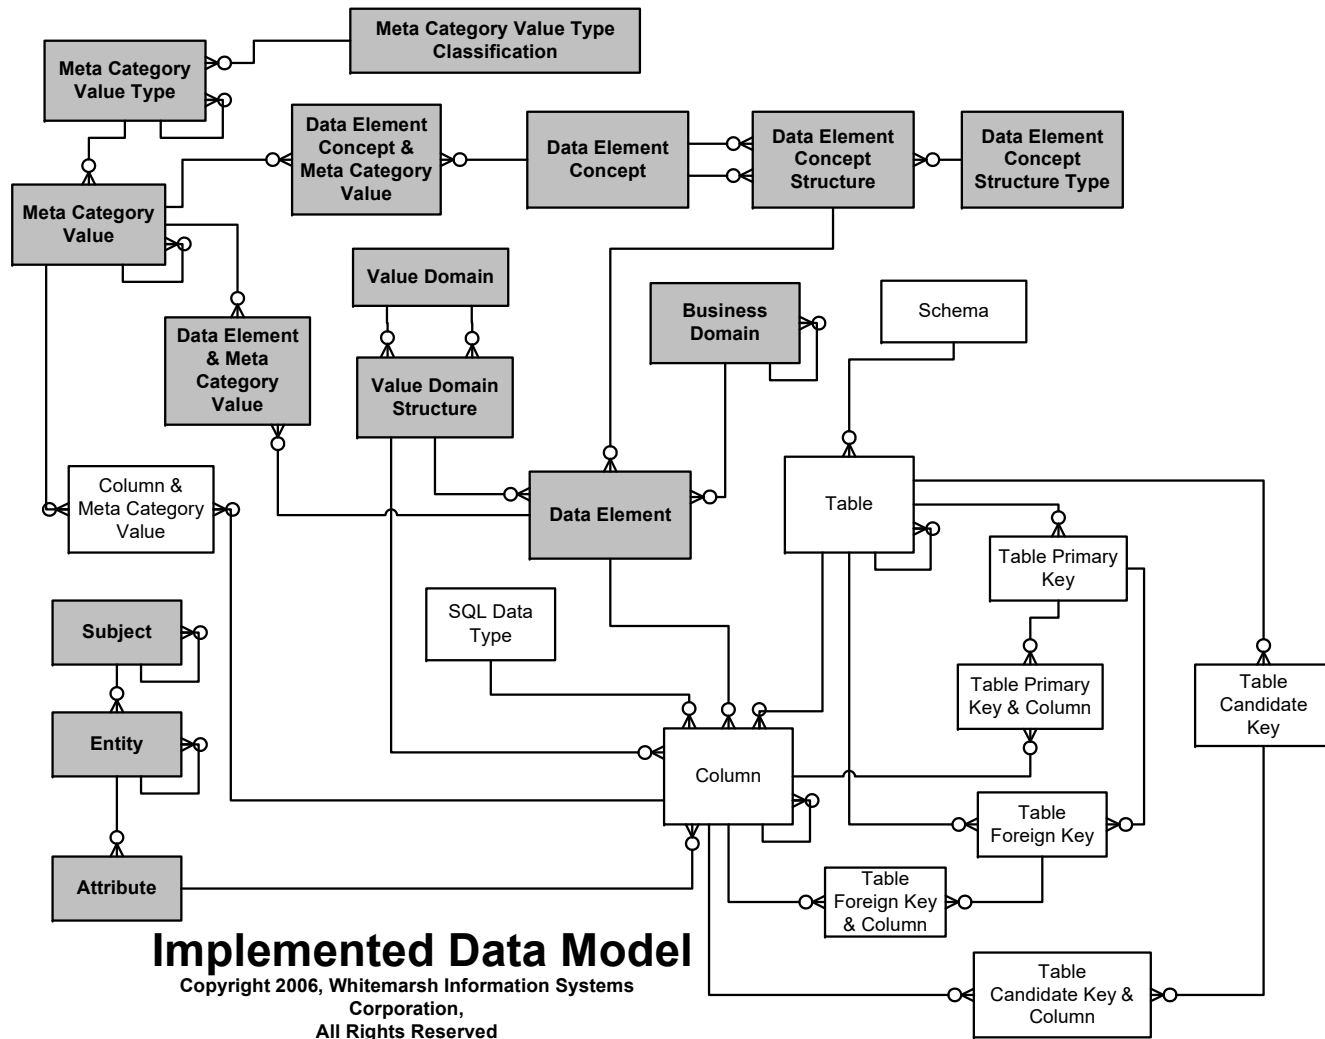 Meta Category Value Type
Classification
Meta Category
Value Type
Data Element
Concept &
Meta Category
Value
Data Element
Concept
Data Element
Concept
Structure
Data Element
Concept
Structure Type
Meta Category
Value
Value Domain
Business
Domain
Schema
Data Element
& Meta
Category
Value
Value Domain
Structure
Column &
Meta Category
Value
Data Element
Table
Table Primary
Key
SQL Data
Type
Subject
Table Primary
Key & Column
Table
Candidate
Key
Entity
Column
Table
Foreign Key
Attribute
Table
Foreign Key
& Column
Implemented Data Model
Copyright 2006, Whitemarsh Information Systems
Corporation,
All Rights Reserved
Table
Candidate Key &
Column